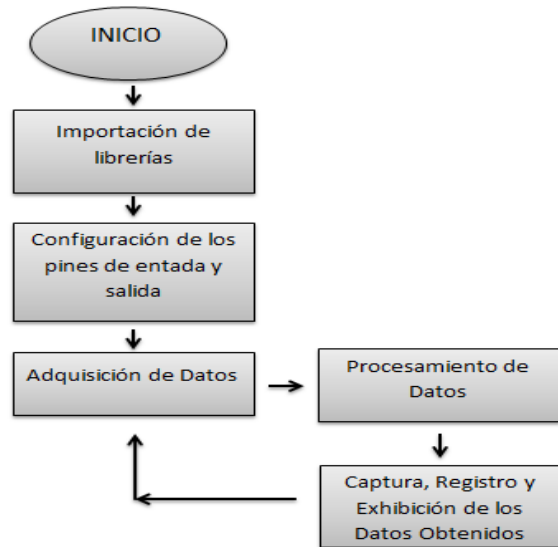 INICIO
Importación de
librerías
Configuración de los
pines de entada y
salida
Adquisición de Datos
Procesamiento de
Datos
Captura, Registro y
Exhibición de los
Datos Obtenidos